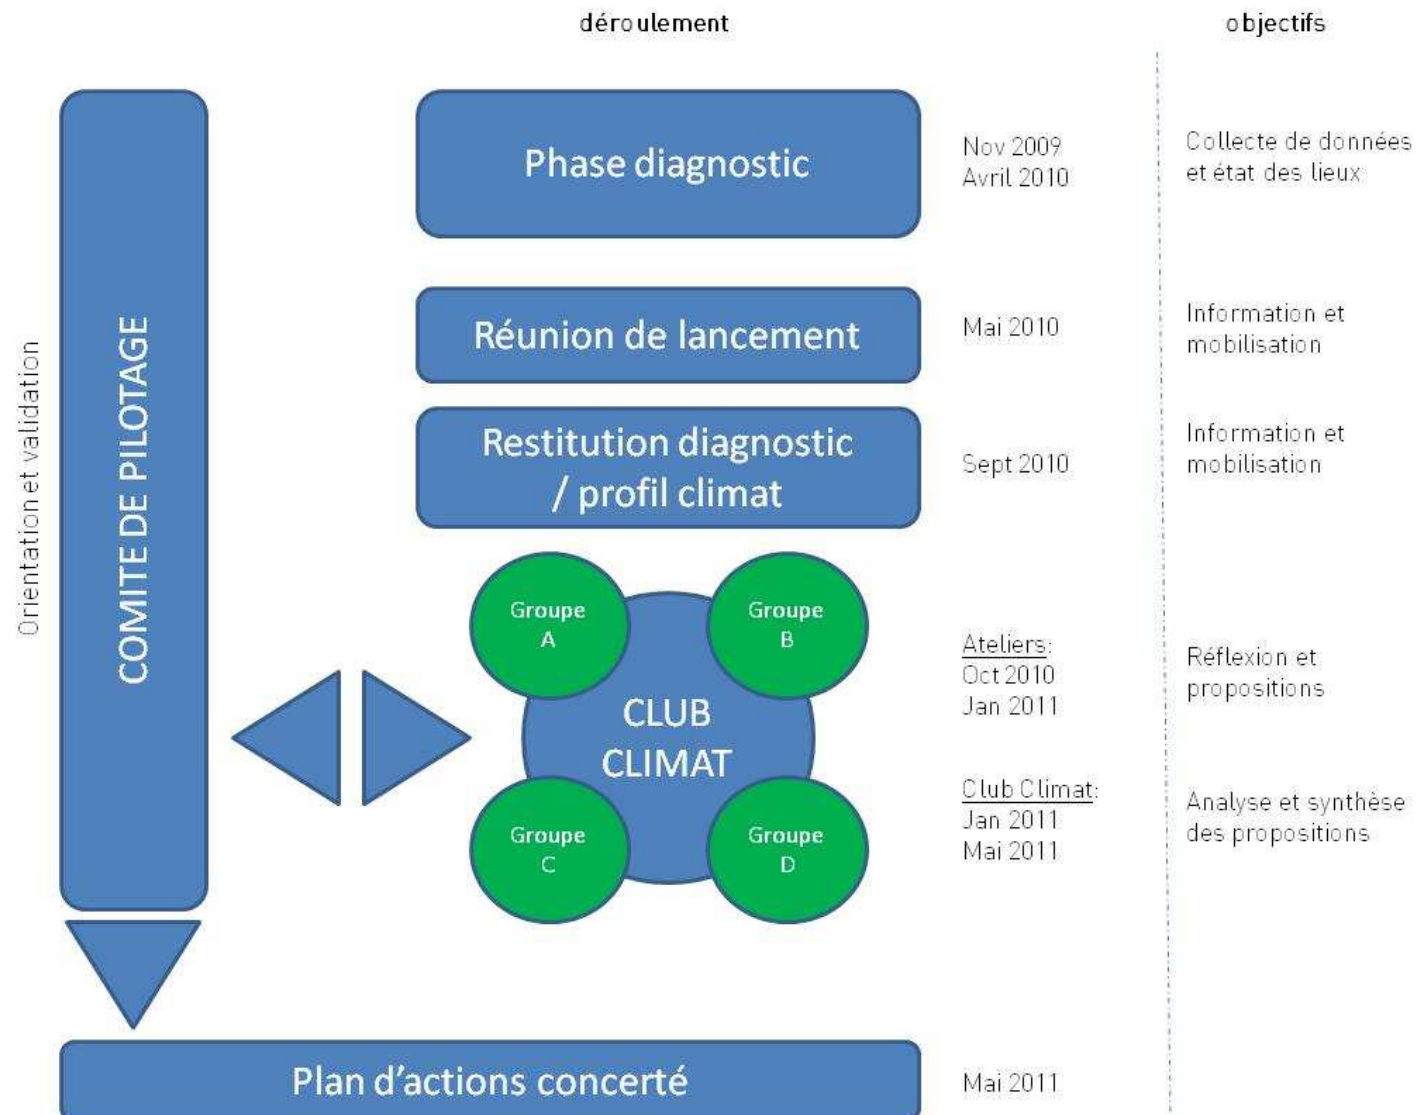 déroulement
objectifs
Orientation et validation
COMITE DE PILOTAGE
Phase diagnostic
Nov 2009
Avril 2010
Collecte de données
et état des lieux
Réunion de lancement
Mai 2010
Information et
mobilisation
Restitution diagnostic
/ profil climat
Sept 2010
Information et
mobilisation
Groupe
A
Groupe
B
CLUB
CLIMAT
Groupe
C
Groupe
D
Ateliers:
Oct 2010
Jan 2011
Réflexion et
propositions
Club Climat:
Jan 2011
Mai 2011
Analyse et synthèse
des propositions
Plan d'actions concerté
Mai 2011